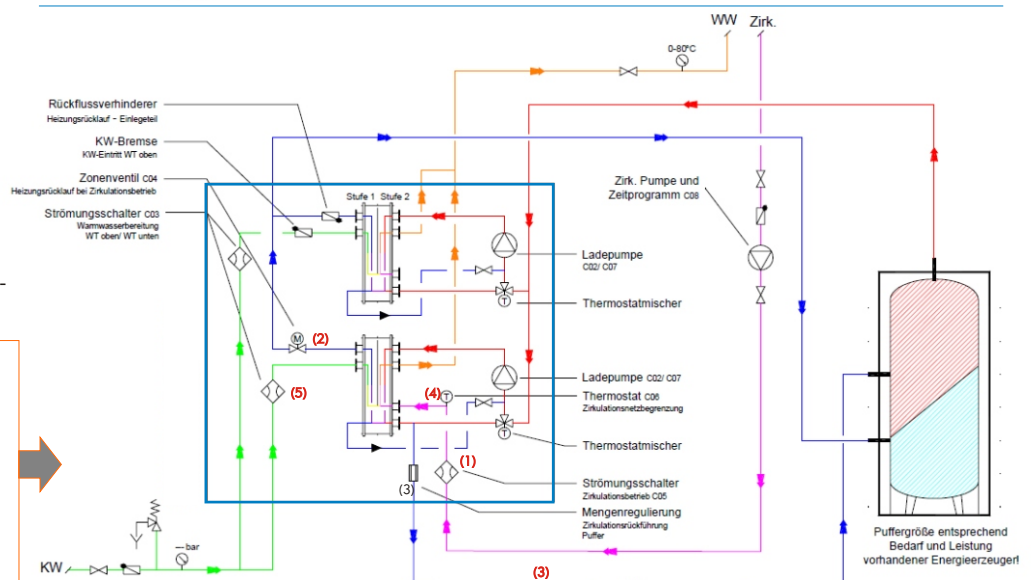 WW Zirk.
0-80°C
Rückflussverhinderer
Heizungsrücklauf - Einlegeteil
KW-Bremse
KW-Eintritt WT oben
Zonenventil C04
Heizungsrücklauf bei Zirkulationsbetrieb
Strömungsschalter C03
Warmwasserbereitung
WT oben/ WT unten
Stufe 1 Stufe 2
Zirk. Pumpe und
Zeitprogramm C08
Ladepumpe
C02/ C07
T
Thermostatmischer
M
(2)
(5)
(4)
T
Ladepumpe C02/ C07
Thermostat C06
Zirkulationsnetzbegrenzung
T
Thermostatmischer
(1)
Strömungsschalter
Zirkulationsbetrieb C05
(3)
Mengenregulierung
Zirkulationsrückführung
Puffer
Puffergröße entsprechend
Bedarf und Leistung
vorhandener Energieerzeuger!
--- bar
KW
(3)